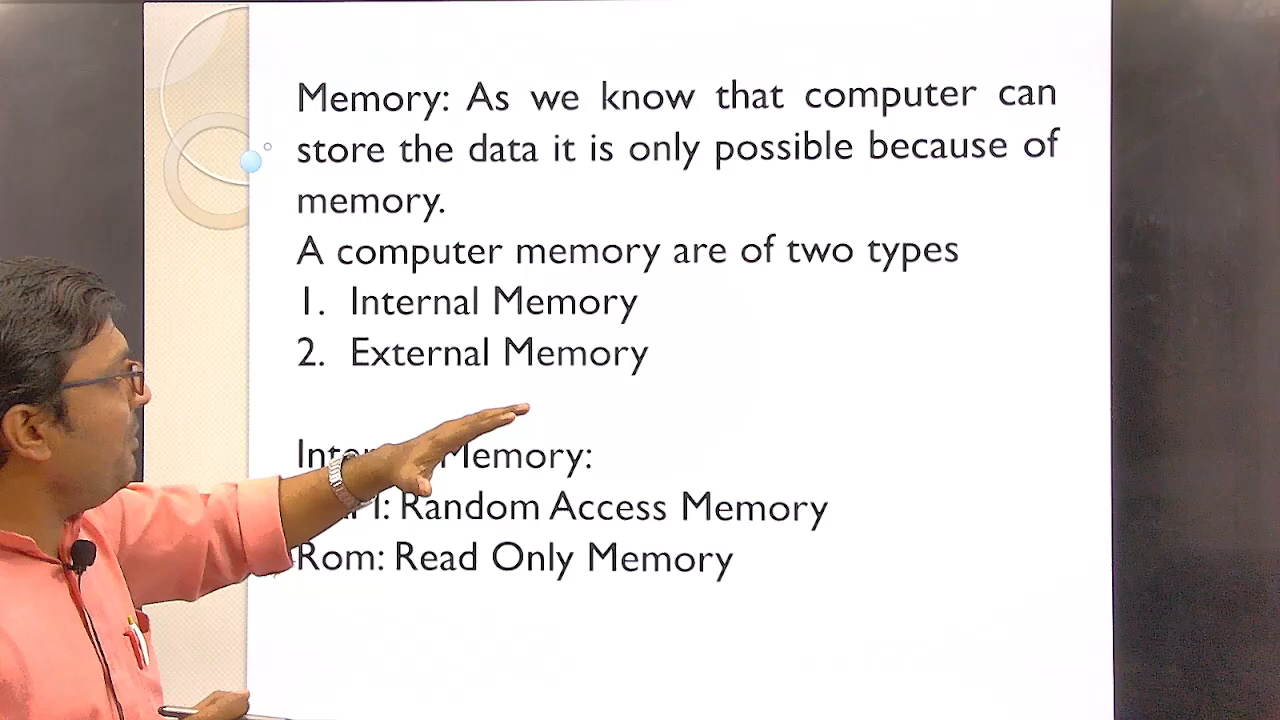 Memory: As we know that computer can
store the data it is only possible because of
memory.
A computer memory are of two types
1. Internal Memory
2. External Memory
Memory:
Random Access Memory
Rom: Read Only Memory